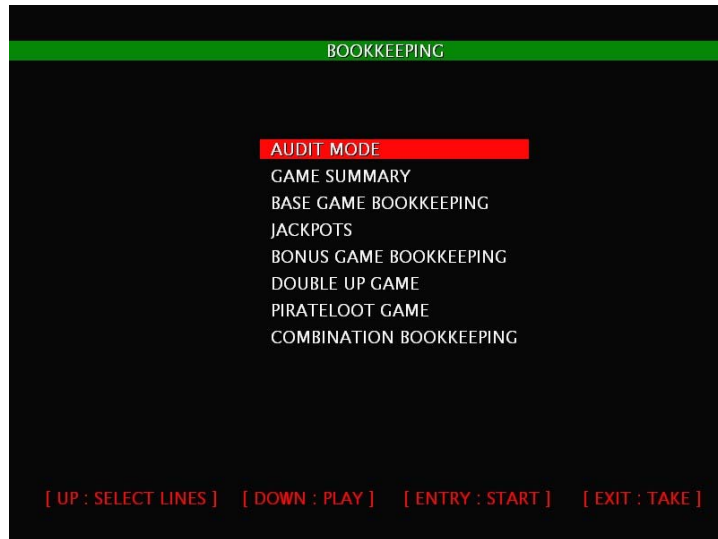 BOOKKEEPING
AUDIT MODE
GAME SUMMARY
BASE GAME BOOKKEEPING
JACKPOTS
BONUS GAME BOOKKEEPING
DOUBLE UP GAME
PIRATELOOT GAME
COMBINATION BOOKKEEPING
[ UP : SELECT LINES ] [ DOWN : PLAY ] [ ENTRY : START ] [ EXIT : TAKE ]